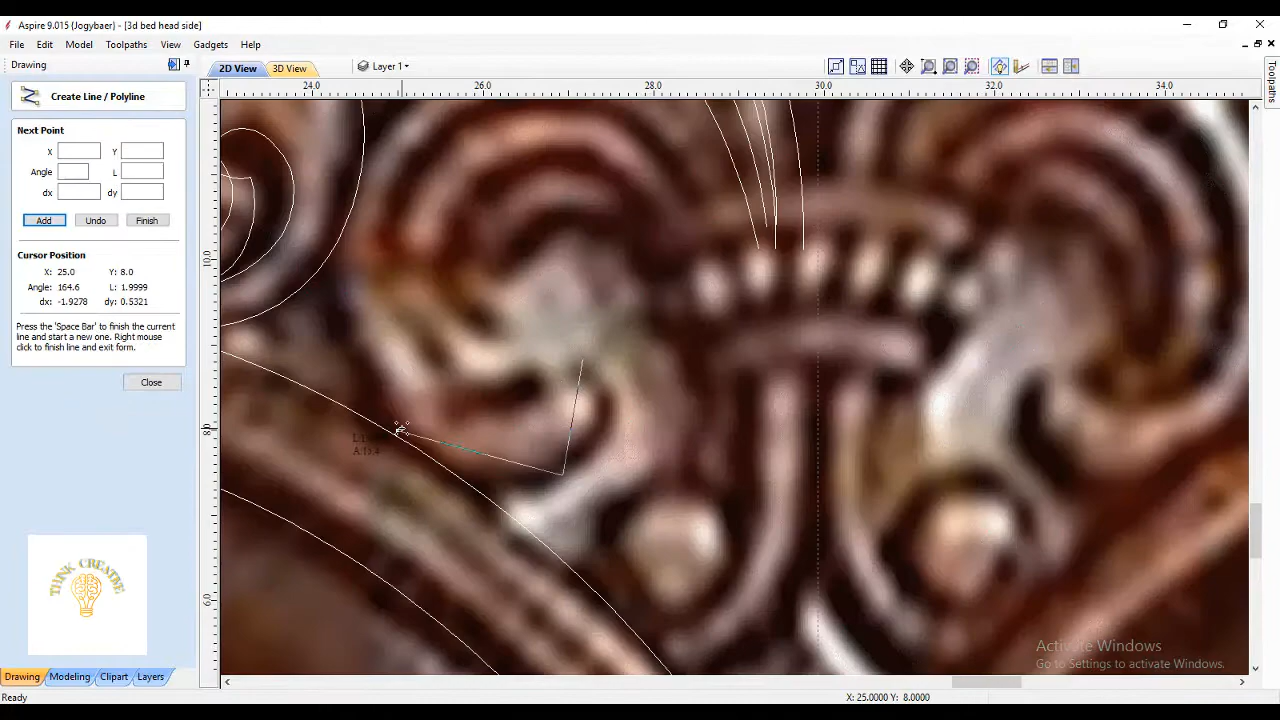 Aspire 9.015 {Jogybaer} - [3d bed head side]
File Edit Model Toolpaths View Gadgets Help
Drawing
2D View 3D View Layer 1
Toolpaths
24.0 26.0 28.0 30.0 32.0 34.0
Create Line / Polyline
Next Point
X Y
Angle L
dx dy
Add Undo Finish
Cursor Position
X: 25.0 Y: 8.0
Angle: 164.6 L: 1.9999
dx: -1.9278 dy: 0.5321
Press the 'Space Bar' to finish the current
line and start a new one. Right mouse
click to finish line and exit form.
Close
10.0
8.0
6.0
THINK CREATIVE
Activate Windows
Go to Settings to activate Windows.
Drawing Modeling Clipart Layers
Ready
X: 25.0000 Y: 8.0000